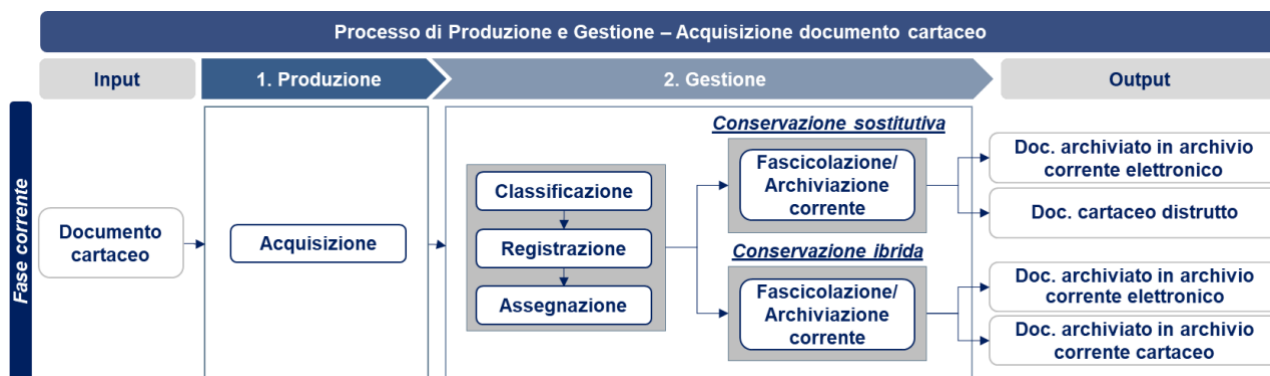 Processo di Produzione e Gestione – Acquisizione documento cartaceo
Input
1. Produzione
2. Gestione
Output
Fase corrente
Documento
cartaceo
Acquisizione
Classificazione
Registrazione
Assegnazione
Conservazione sostitutiva
Fascicolazione/
Archiviazione
corrente
Conservazione ibrida
Fascicolazione/
Archiviazione
corrente
Doc. archiviato in archivio
corrente elettronico
Doc. cartaceo distrutto
Doc. archiviato in archivio
corrente elettronico
Doc. archiviato in archivio
corrente cartaceo